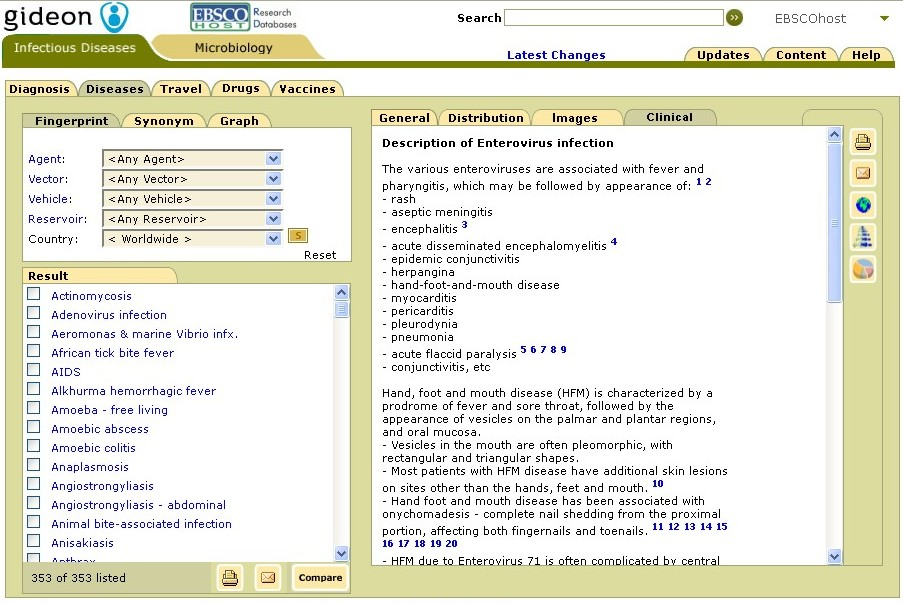 gideon
EBSCO HOST Research Databases
Search
EBSCOhost
Infectious Diseases
Microbiology
Latest Changes
Updates
Content
Help
Diagnosis
Diseases
Travel
Drugs
Vaccines
Fingerprint
Synonym
Graph
Agent: <Any Agent>
Vector: <Any Vector>
Vehicle: <Any Vehicle>
Reservoir: <Any Reservoir>
Country: < Worldwide > S
Reset
Result
Actinomycosis
Adenovirus infection
Aeromonas & marine Vibrio infx.
African tick bite fever
AIDS
Alkhurma hemorrhagic fever
Amoeba - free living
Amoebic abscess
Amoebic colitis
Anaplasmosis
Angiostrongyliasis
Angiostrongyliasis - abdominal
Animal bite-associated infection
Anisakiasis
Anthrax
353 of 353 listed
Compare
General
Distribution
Images
Clinical
Description of Enterovirus infection
The various enteroviruses are associated with fever and
pharyngitis, which may be followed by appearance of: 1 2
- rash
- aseptic meningitis
- encephalitis 3
- acute disseminated encephalomyelitis 4
- epidemic conjunctivitis
- herpangina
- hand-foot-and-mouth disease
- myocarditis
- pericarditis
- pleurodynia
- pneumonia
- acute flaccid paralysis 5 6 7 8 9
- conjunctivitis, etc
Hand, foot and mouth disease (HFM) is characterized by a
prodrome of fever and sore throat, followed by the
appearance of vesicles on the palmar and plantar regions,
and oral mucosa.
- Vesicles in the mouth are often pleomorphic, with
rectangular and triangular shapes.
- Most patients with HFM disease have additional skin lesions
on sites other than the hands, feet and mouth. 10
- Hand foot and mouth disease has been associated with
onychomadesis - complete nail shedding from the proximal
portion, affecting both fingernails and toenails. 11 12 13 14 15
16 17 18 19 20
- HFM due to Enterovirus 71 is often complicated by central